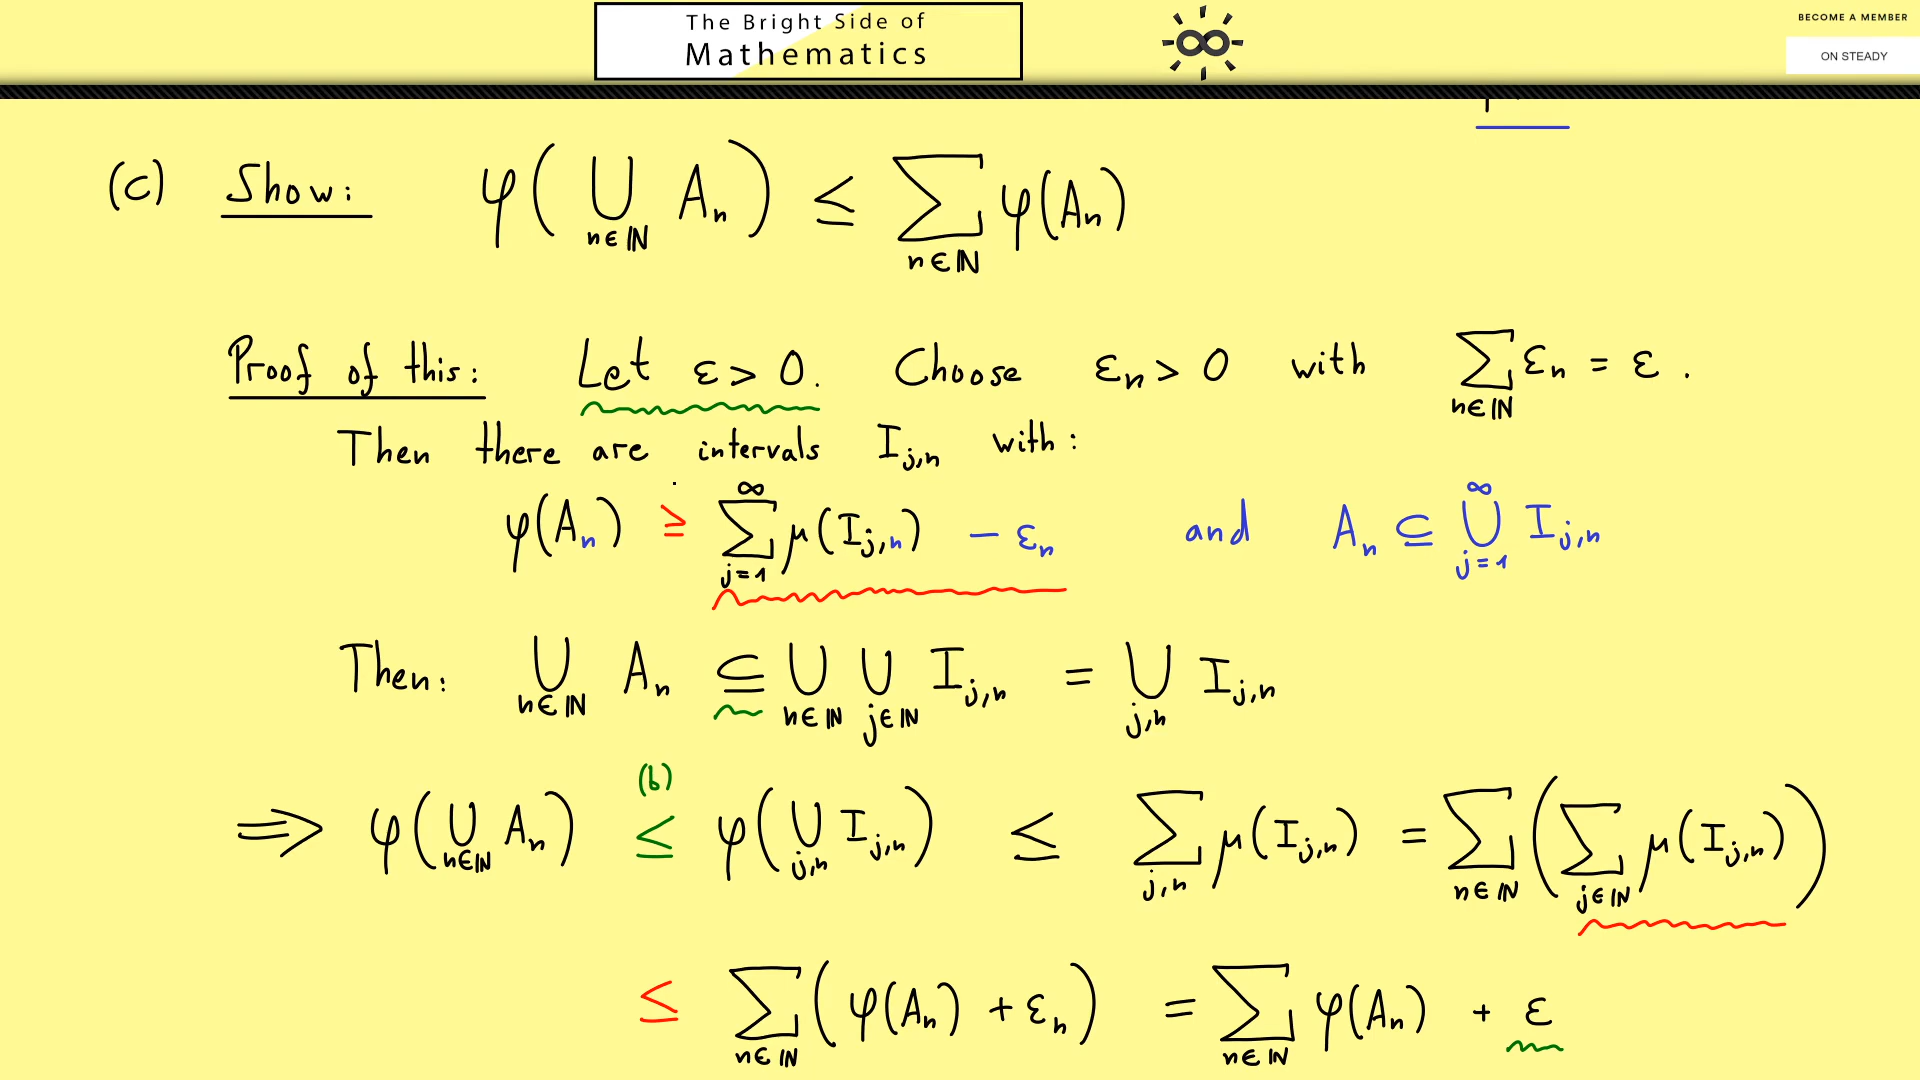 The Bright Side of
Mathematics
BECOME A MEMBER
ON STEADY
(c) Show: φ( ⋃_{n∈ℕ} A_n ) ≤ ∑_{n∈ℕ} φ(A_n)
Proof of this: Let ε > 0. Choose ε_n > 0 with ∑_{n∈ℕ} ε_n = ε .
Then there are intervals I_{j,n} with:
φ(A_n) ≥ ∑_{j=1}^{∞} μ(I_{j,n}) - ε_n and A_n ⊆ ⋃_{j=1}^{∞} I_{j,n}
Then: ⋃_{n∈ℕ} A_n ⊆ ⋃_{n∈ℕ} ⋃_{j∈ℕ} I_{j,n} = ⋃_{j,n} I_{j,n}
(b)
⟹ φ( ⋃_{n∈ℕ} A_n ) ≤ φ( ⋃_{j,n} I_{j,n} ) ≤ ∑_{j,n} μ(I_{j,n}) = ∑_{n∈ℕ} ( ∑_{j∈ℕ} μ(I_{j,n}) )
≤ ∑_{n∈ℕ} ( φ(A_n) + ε_n ) = ∑_{n∈ℕ} φ(A_n) + ε